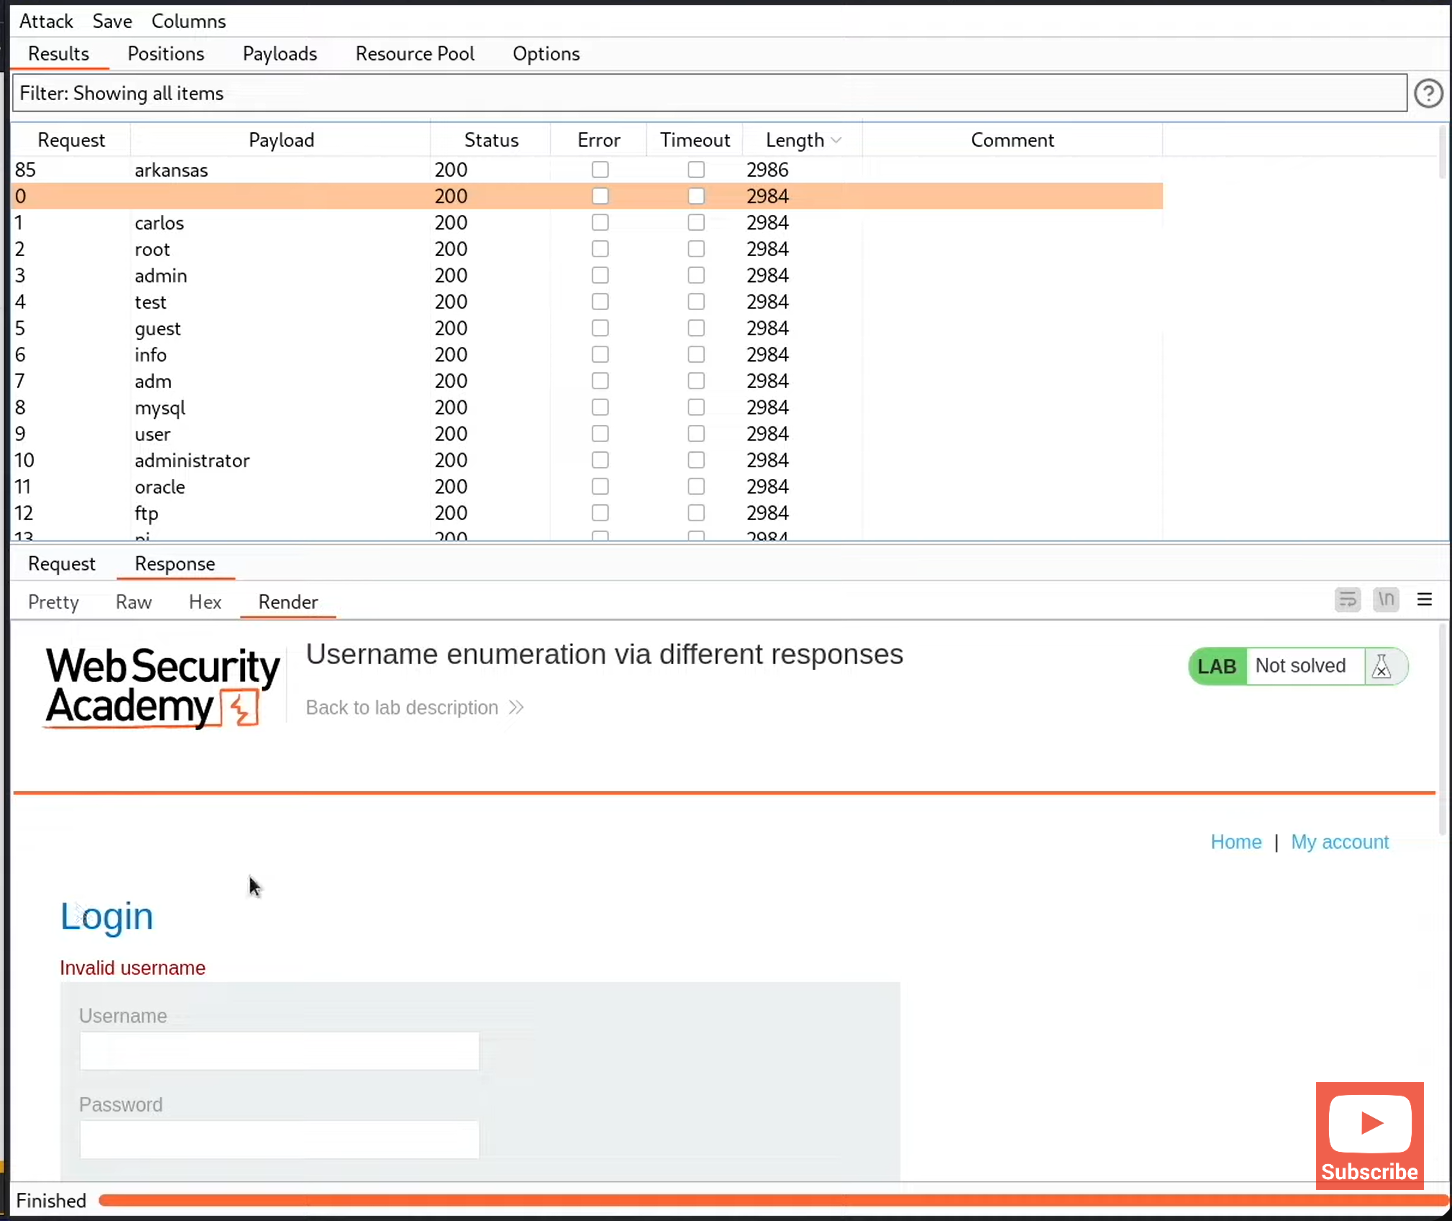 Attack Save Columns
Results Positions Payloads Resource Pool Options
Filter: Showing all items
?
Request Payload Status Error Timeout Length Comment
85 arkansas 200 2986
0 200 2984
1 carlos 200 2984
2 root 200 2984
3 admin 200 2984
4 test 200 2984
5 guest 200 2984
6 info 200 2984
7 adm 200 2984
8 mysql 200 2984
9 user 200 2984
10 administrator 200 2984
11 oracle 200 2984
12 ftp 200 2984
13 pi 200 2984
Request Response
Pretty Raw Hex Render
\n
Web Security
Academy
Username enumeration via different responses
Back to lab description
LAB Not solved
Home | My account
Login
Invalid username
Username
Password
Subscribe
Finished